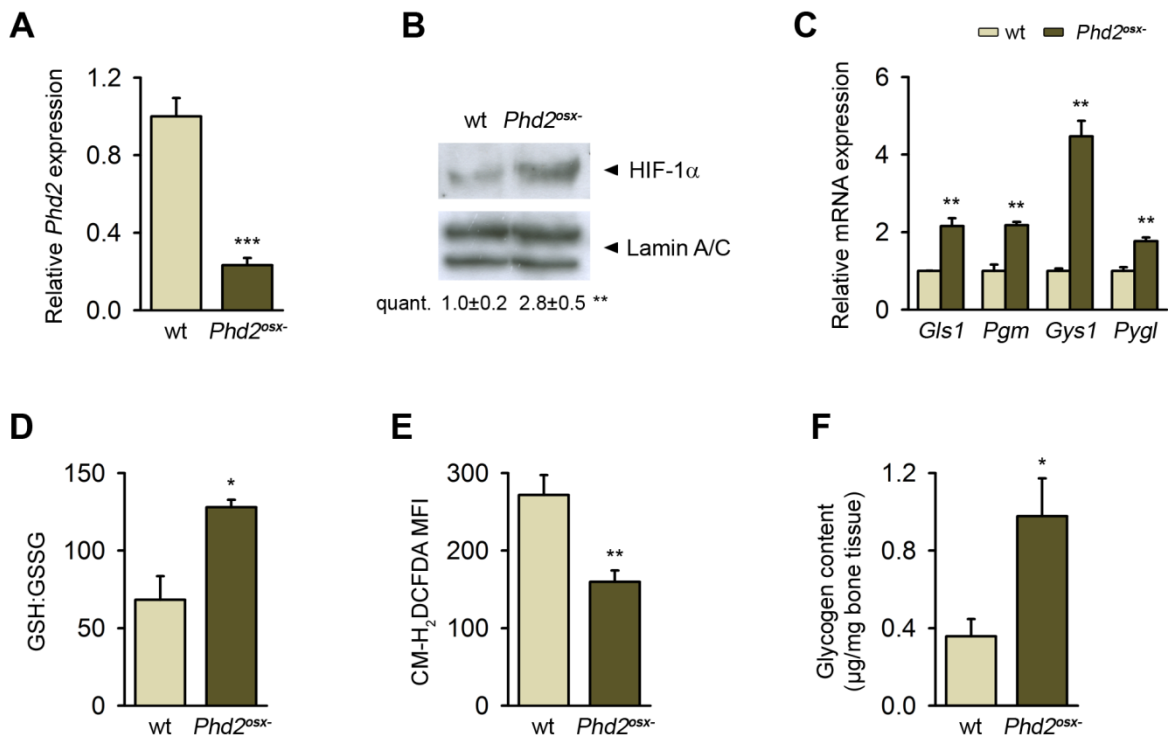 A
Relative Phd2 expression
1.2
0.8
0.4
0.0
***
wt Phd2osx-
B
wt Phd2osx-
HIF-1α
Lamin A/C
quant. 1.0±0.2 2.8±0.5 **
C
wt Phd2osx-
Relative mRNA expression
6
4
2
0
** ** ** **
Gls1 Pgm Gys1 Pygl
D
GSH:GSSG
150
100
50
0
*
wt Phd2osx-
E
CM-H2DCFDA MFI
300
200
100
0
**
wt Phd2osx-
F
Glycogen content
(µg/mg bone tissue)
1.2
0.8
0.4
0.0
*
wt Phd2osx-